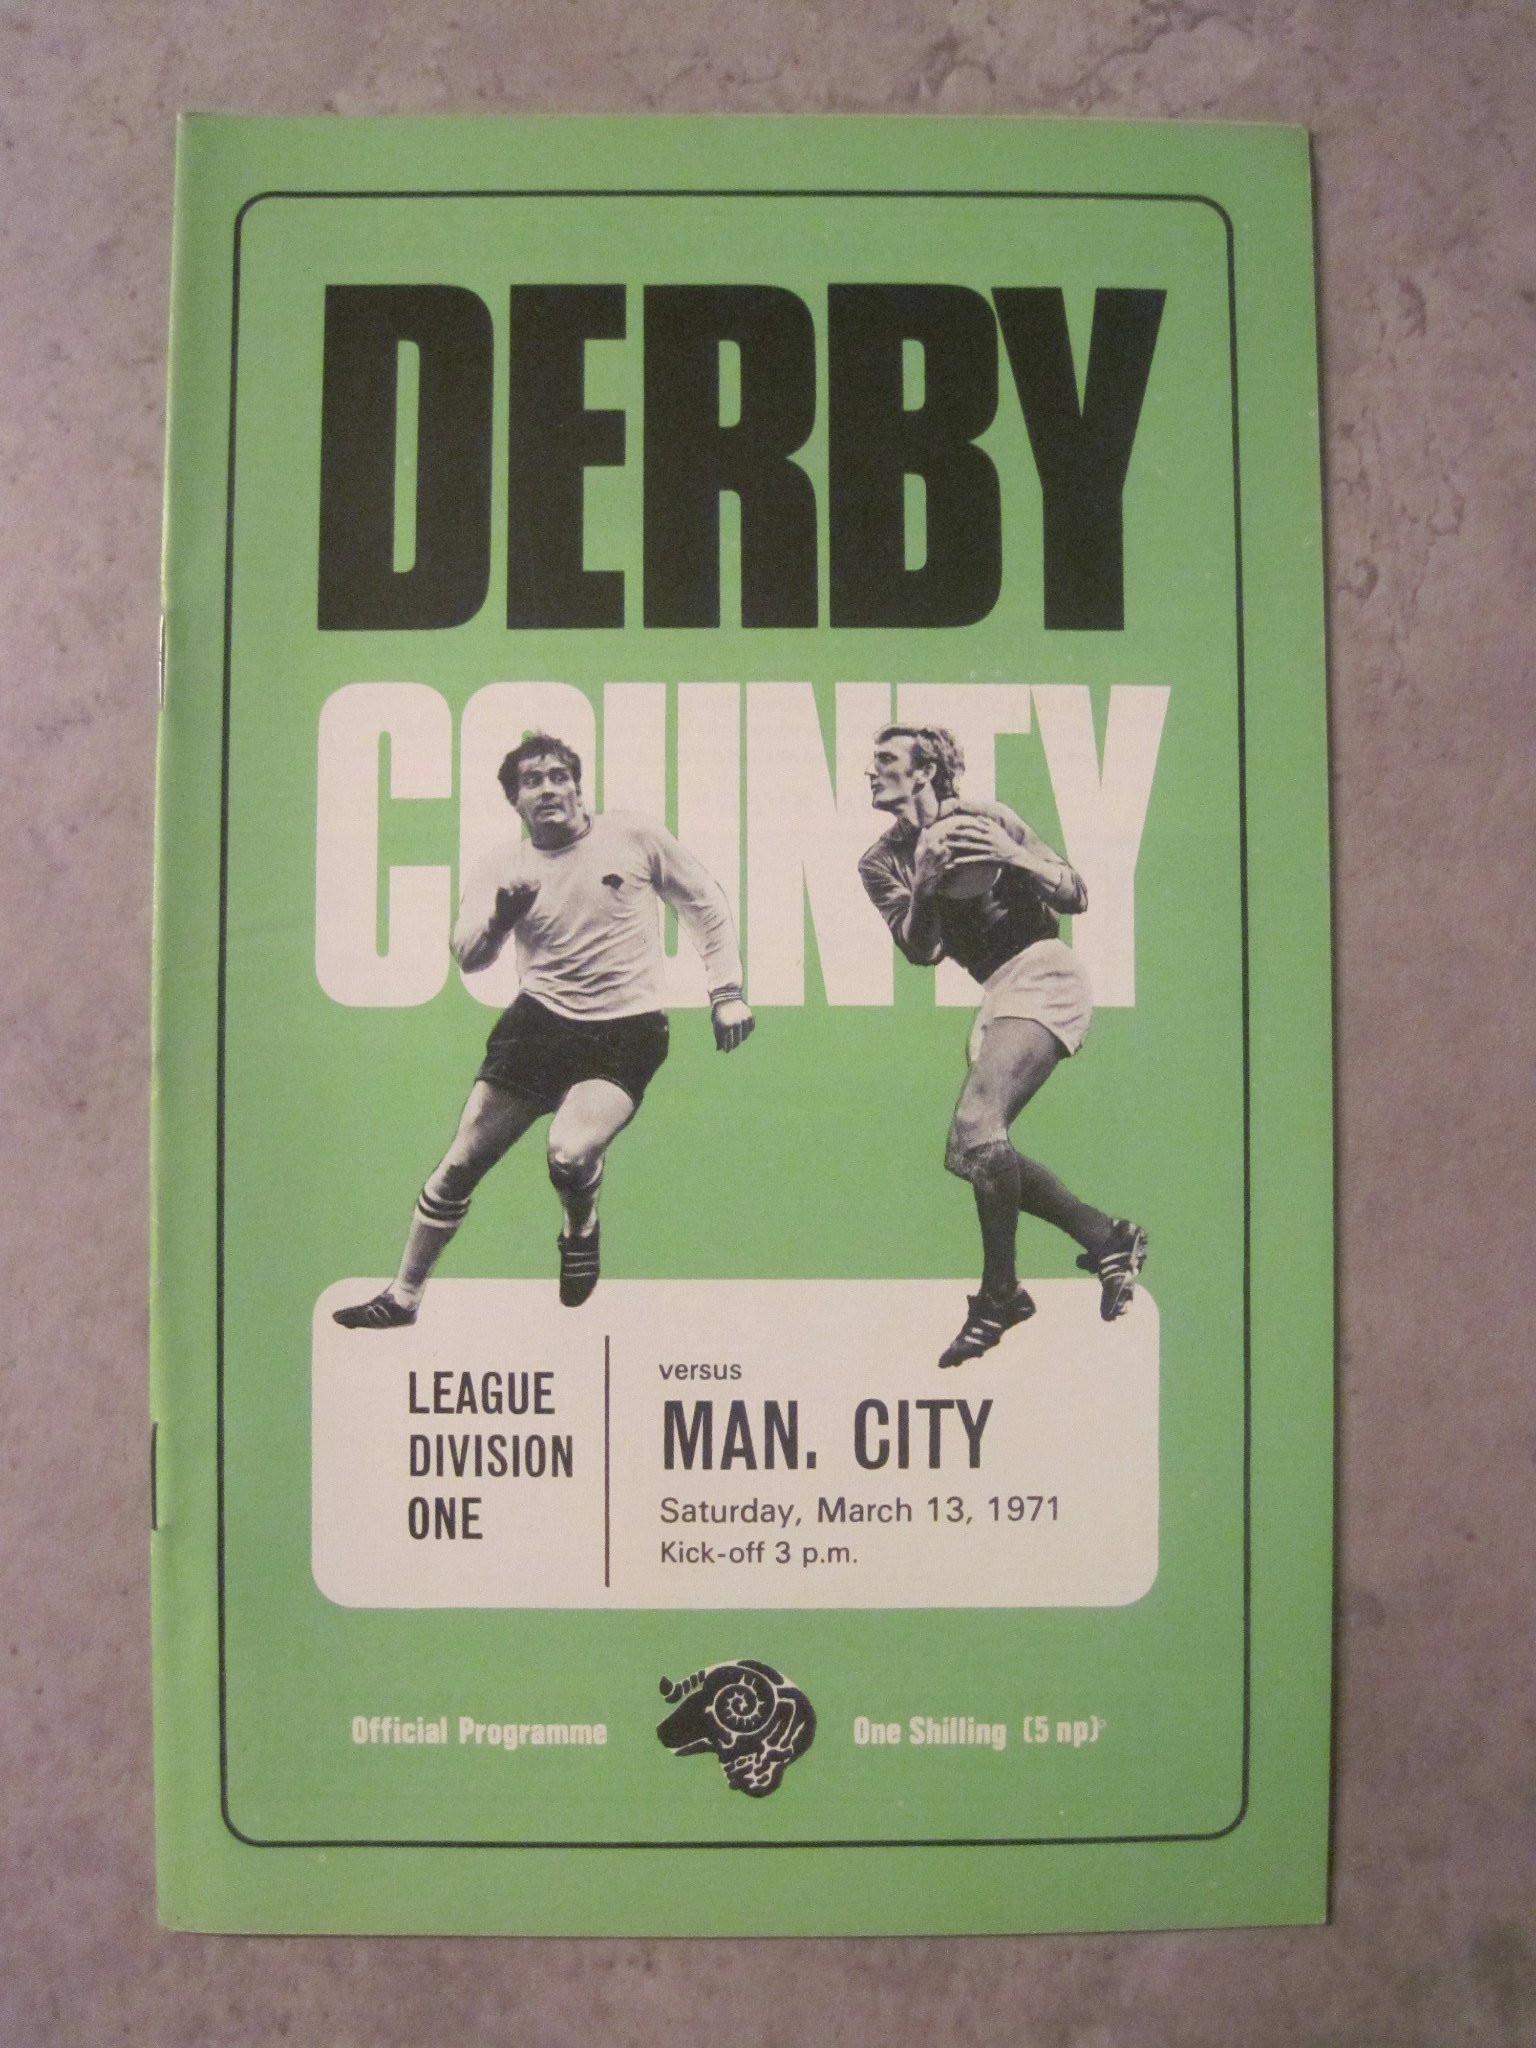 DERBY
COUNTY
LEAGUE
DIVISION
ONE
versus
MAN. CITY
Saturday, March 13, 1971
Kick-off 3 p.m.
Official Programme
One Shilling (5 np)